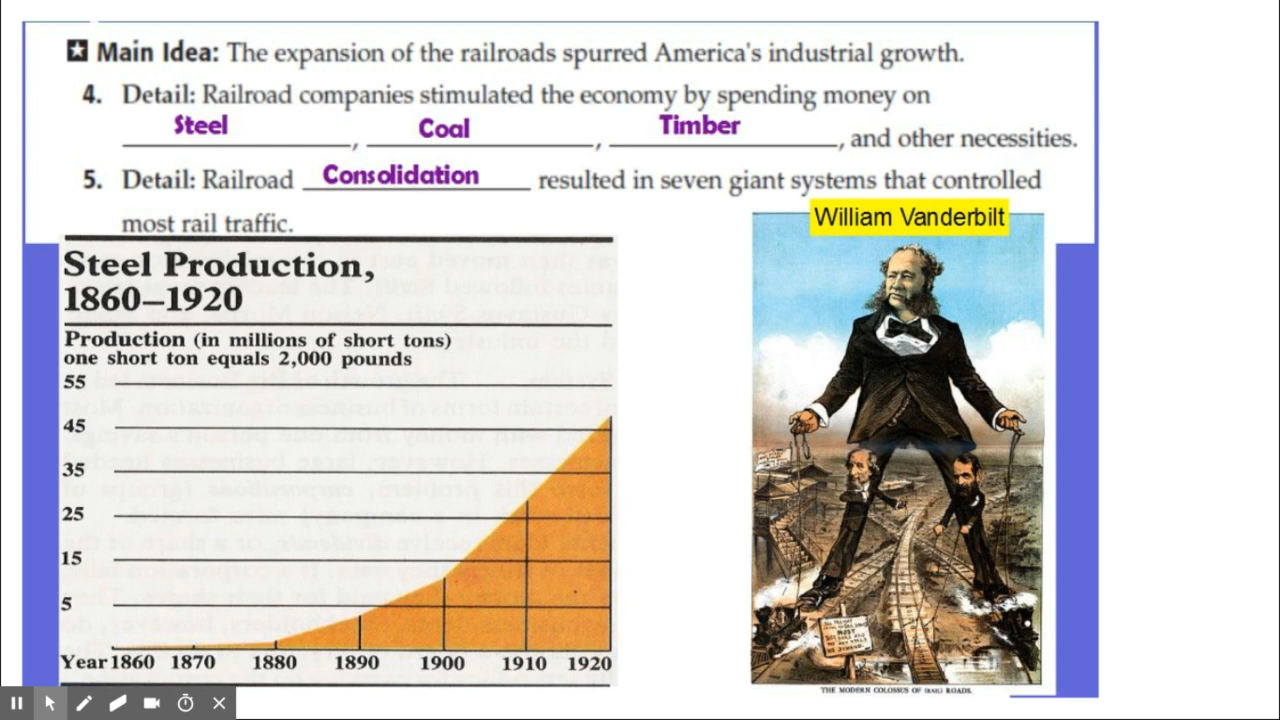 Main Idea: The expansion of the railroads spurred America's industrial growth.
4. Detail: Railroad companies stimulated the economy by spending money on
Steel, Coal, Timber, and other necessities.
5. Detail: Railroad Consolidation resulted in seven giant systems that controlled
most rail traffic.
Steel Production,
1860–1920
Production (in millions of short tons)
one short ton equals 2,000 pounds
55
45
35
25
15
5
Year 1860 1870 1880 1890 1900 1910 1920
William Vanderbilt
MOST
THE MODERN COLOSSUS OF (RAIL) ROADS.